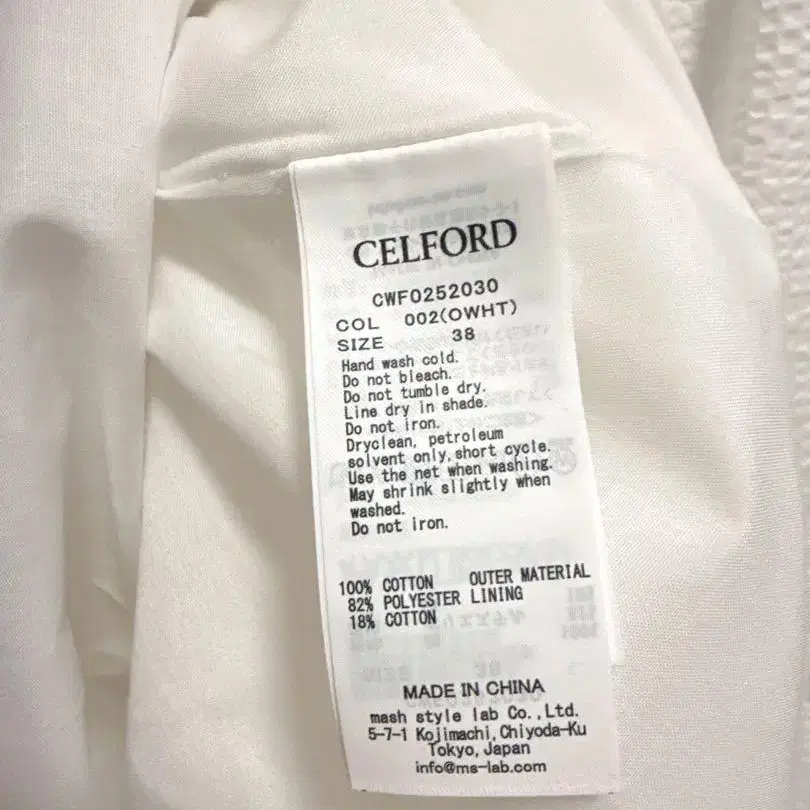 CELFORD
CWF0252030
COL 002(OWHT)
SIZE 38
Hand wash cold.
Do not bleach.
Do not tumble dry.
Line dry in shade.
Do not iron.
Dryclean, petroleum
solvent only,short cycle.
Use the net when washing.
May shrink slightly when
washed.
Do not iron.
100% COTTON OUTER MATERIAL
82% POLYESTER LINING
18% COTTON
MADE IN CHINA
mash style lab Co.,Ltd.
5-7-1 Kojimachi,Chiyoda-Ku
Tokyo,Japan
info@ms-lab.com